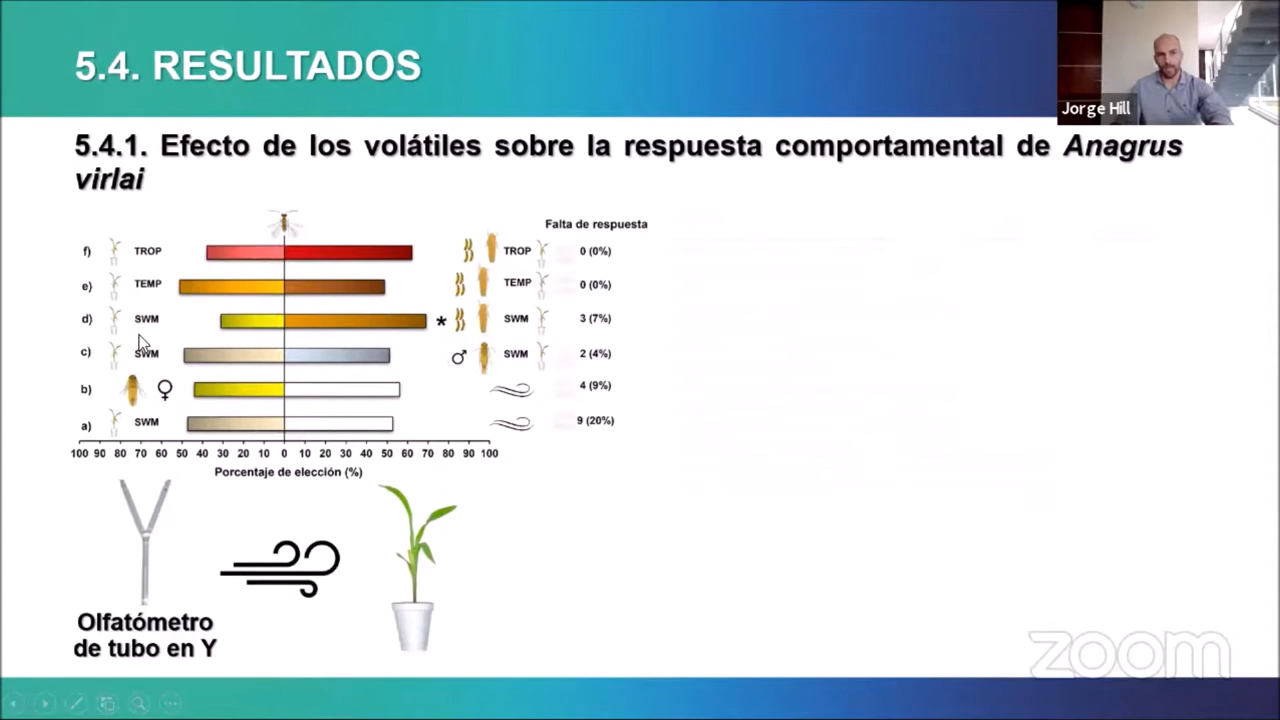 5.4. RESULTADOS
Jorge Hill
5.4.1. Efecto de los volátiles sobre la respuesta comportamental de Anagrus
virlai
Falta de respuesta
f) TROP TROP 0 (0%)
e) TEMP TEMP 0 (0%)
d) SWM * SWM 3 (7%)
c) SWM ♂ SWM 2 (4%)
b) ♀ 4 (9%)
a) SWM 9 (20%)
100 90 80 70 60 50 40 30 20 10 0 10 20 30 40 50 60 70 80 90 100
Porcentaje de elección (%)
Olfatómetro
de tubo en Y
zoom